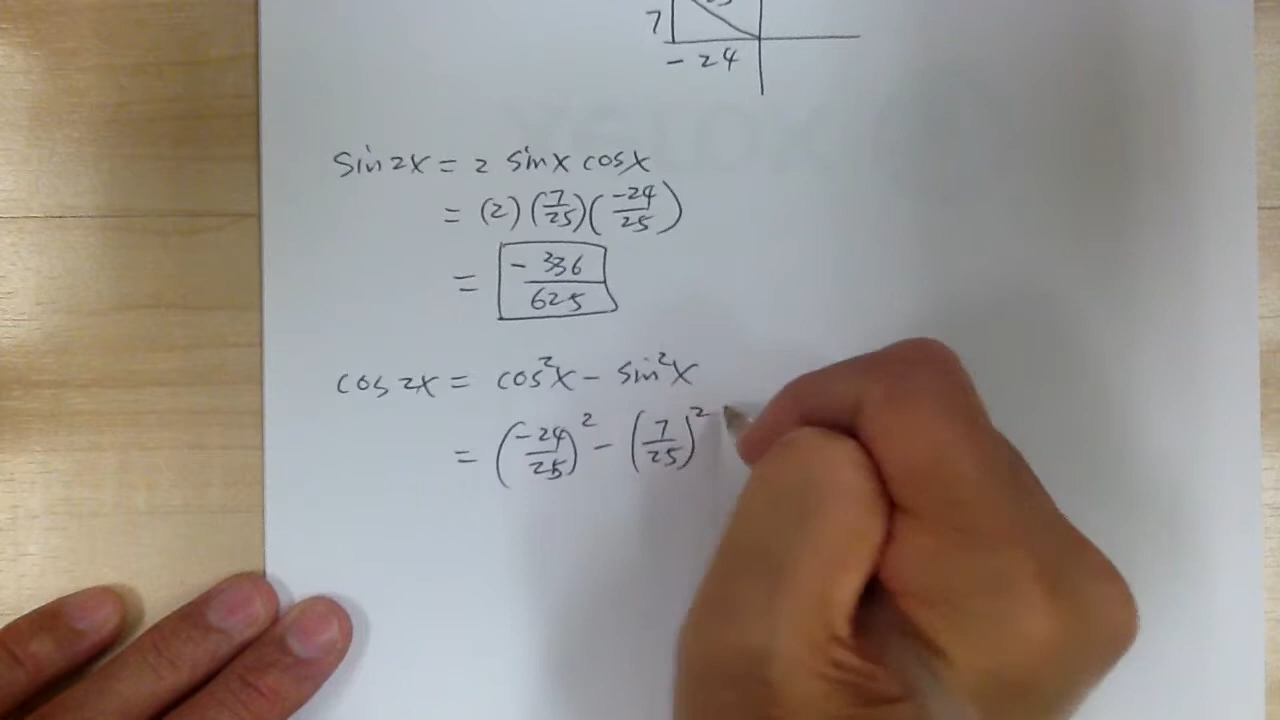 7
- 24
sin 2x = 2 sin x cos x
= (2) (7/25) (-24/25)
= - 336/625
cos 2x = cos²x - sin²x
= (-24/25)² - (7/25)²